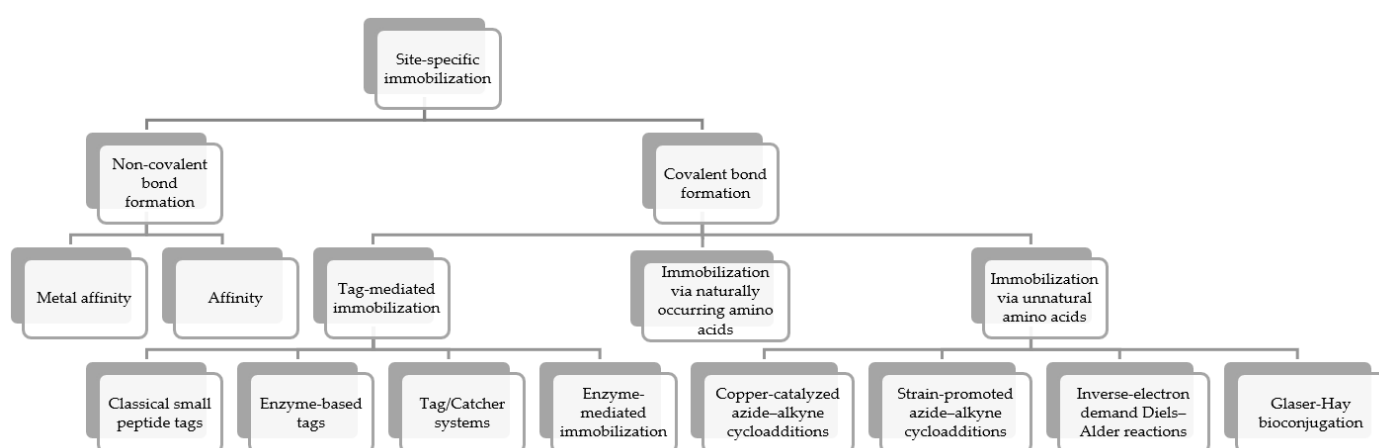 Site-specific
immobilization
Non-covalent
bond
formation
Covalent bond
formation
Metal affinity
Affinity
Tag-mediated
immobilization
Immobilization
via naturally
occurring amino
acids
Immobilization
via unnatural
amino acids
Classical small
peptide tags
Enzyme-based
tags
Tag/Catcher
systems
Enzyme-
mediated
immobilization
Copper-catalyzed
azide–alkyne
cycloadditions
Strain-promoted
azide–alkyne
cycloadditions
Inverse-electron
demand Diels–
Alder reactions
Glaser-Hay
bioconjugation